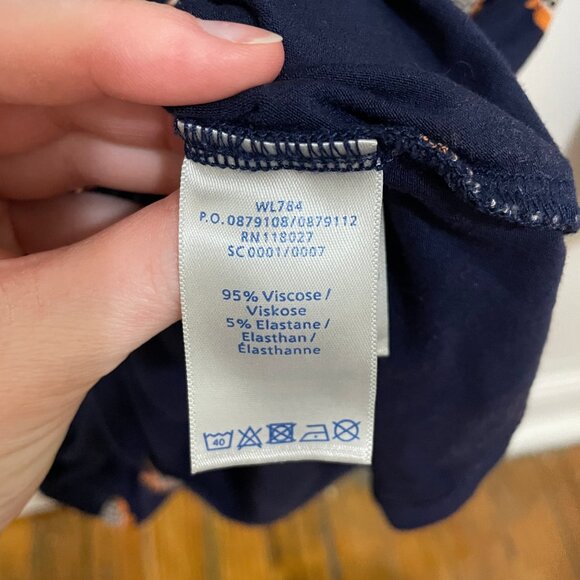 WL784
P.O. 0879108/0879112
RN 118027
SC 0001/0007
95% Viscose /
Viskose
5% Elastane /
Elasthan /
Élasthanne
40